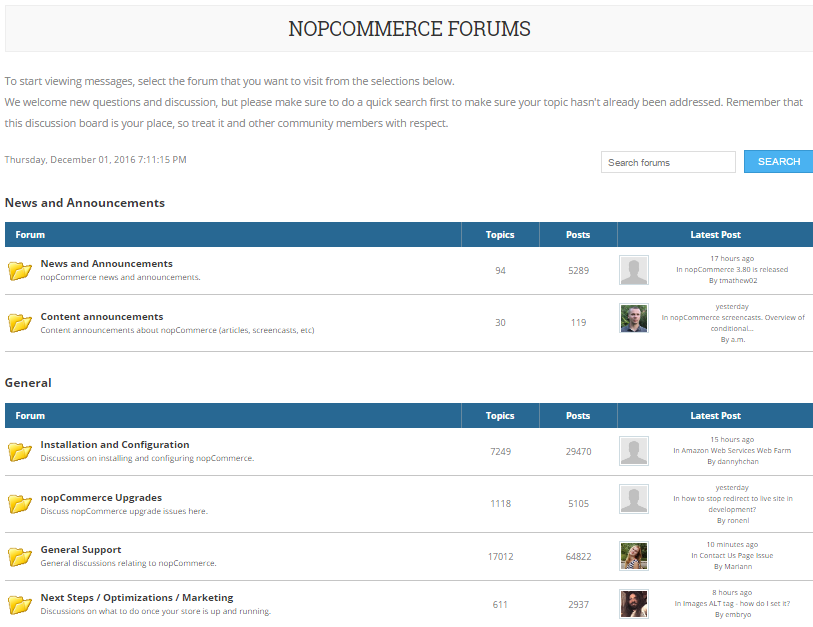 NOPCOMMERCE FORUMS
To start viewing messages, select the forum that you want to visit from the selections below.
We welcome new questions and discussion, but please make sure to do a quick search first to make sure your topic hasn't already been addressed. Remember that
this discussion board is your place, so treat it and other community members with respect.
Thursday, December 01, 2016 7:11:15 PM
Search forums
SEARCH
News and Announcements
Forum Topics Posts Latest Post
News and Announcements
nopCommerce news and announcements.
94
5289
17 hours ago
In nopCommerce 3.80 is released
By tmathew02
Content announcements
Content announcements about nopCommerce (articles, screencasts, etc)
30
119
yesterday
In nopCommerce screencasts. Overview of
conditional...
By a.m.
General
Forum Topics Posts Latest Post
Installation and Configuration
Discussions on installing and configuring nopCommerce.
7249
29470
15 hours ago
In Amazon Web Services Web Farm
By dannyhchan
nopCommerce Upgrades
Discuss nopCommerce upgrade issues here.
1118
5105
yesterday
In how to stop redirect to live site in
development?
By roneni
General Support
General discussions relating to nopCommerce.
17012
64822
10 minutes ago
In Contact Us Page Issue
By Mariann
Next Steps / Optimizations / Marketing
Discussions on what to do once your store is up and running.
611
2937
8 hours ago
In Images ALT tag - how do I set it?
By embryo